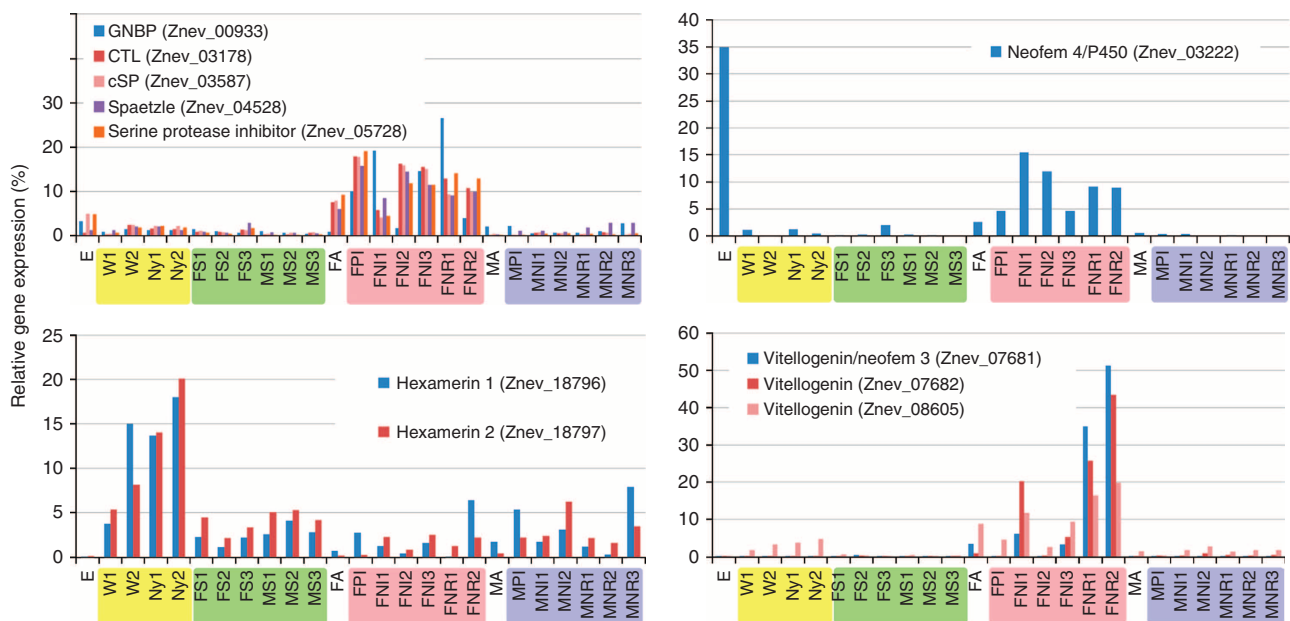 Relative gene expression (%)
GNBP (Znev_00933)
CTL (Znev_03178)
cSP (Znev_03587)
Spaetzle (Znev_04528)
Serine protease inhibitor (Znev_05728)
30
20
10
0
E W1 W2 Ny1 Ny2 FS1 FS2 FS3 MS1 MS2 MS3 FA FPI FNI1 FNI2 FNI3 FNR1 FNR2 MA MPI MNI1 MNI2 MNR1 MNR2 MNR3
Neofem 4/P450 (Znev_03222)
40
35
30
25
20
15
10
5
0
E W1 W2 Ny1 Ny2 FS1 FS2 FS3 MS1 MS2 MS3 FA FPI FNI1 FNI2 FNI3 FNR1 FNR2 MA MPI MNI1 MNI2 MNR1 MNR2 MNR3
Hexamerin 1 (Znev_18796)
Hexamerin 2 (Znev_18797)
25
20
15
10
5
0
E W1 W2 Ny1 Ny2 FS1 FS2 FS3 MS1 MS2 MS3 FA FPI FNI1 FNI2 FNI3 FNR1 FNR2 MA MPI MNI1 MNI2 MNR1 MNR2 MNR3
Vitellogenin/neofem 3 (Znev_07681)
Vitellogenin (Znev_07682)
Vitellogenin (Znev_08605)
60
50
40
30
20
10
0
E W1 W2 Ny1 Ny2 FS1 FS2 FS3 MS1 MS2 MS3 FA FPI FNI1 FNI2 FNI3 FNR1 FNR2 MA MPI MNI1 MNI2 MNR1 MNR2 MNR3